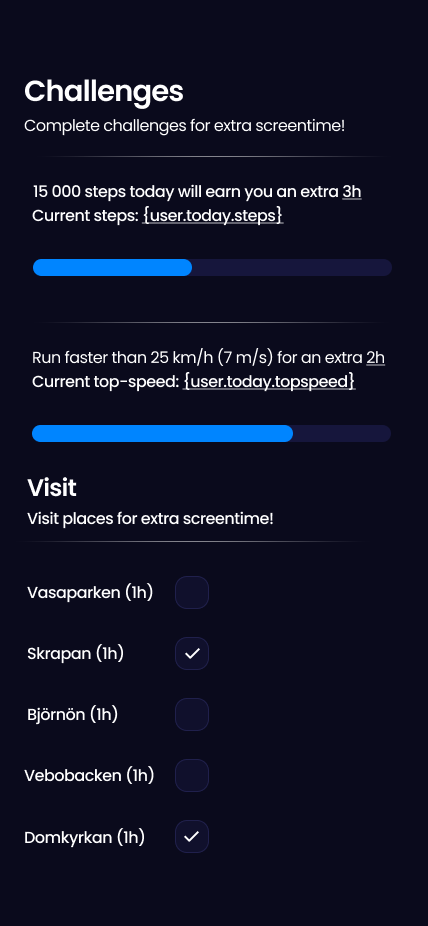 Challenges
Complete challenges for extra screentime!
15 000 steps today will earn you an extra 3h
Current steps: {user.today.steps}
Run faster than 25 km/h (7 m/s) for an extra 2h
Current top-speed: {user.today.topspeed}
Visit
Visit places for extra screentime!
Vasaparken (1h)
Skrapan (1h)
Björnön (1h)
Vebobacken (1h)
Domkyrkan (1h)